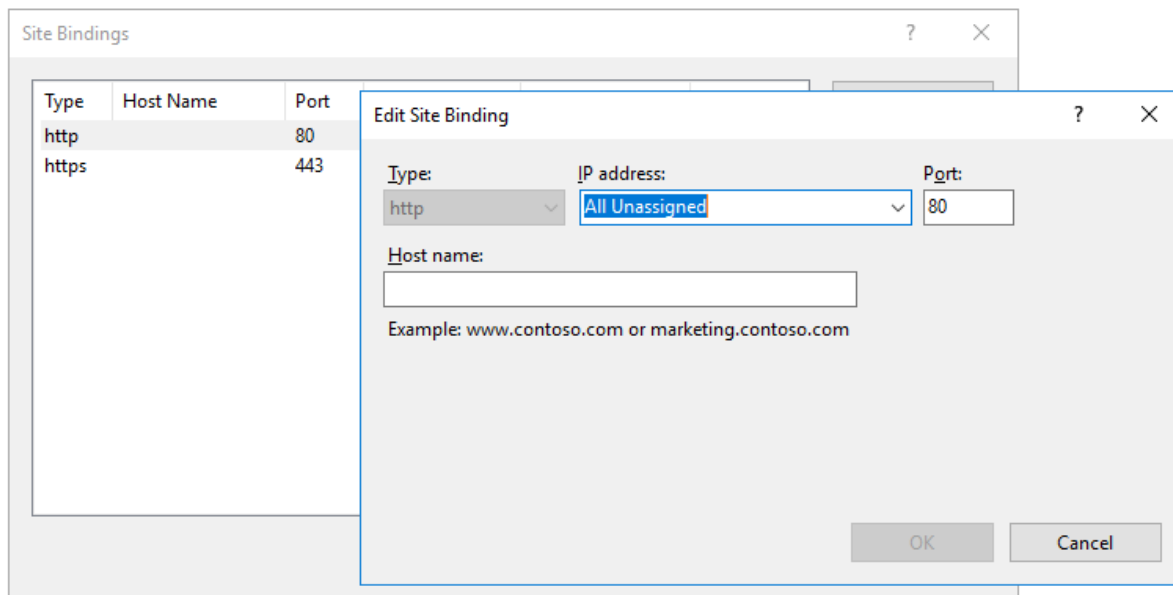 Site Bindings
Type Host Name Port
http 80
https 443
Edit Site Binding
Type: IP address: Port:
http All Unassigned 80
Host name:
Example: www.contoso.com or marketing.contoso.com
OK Cancel